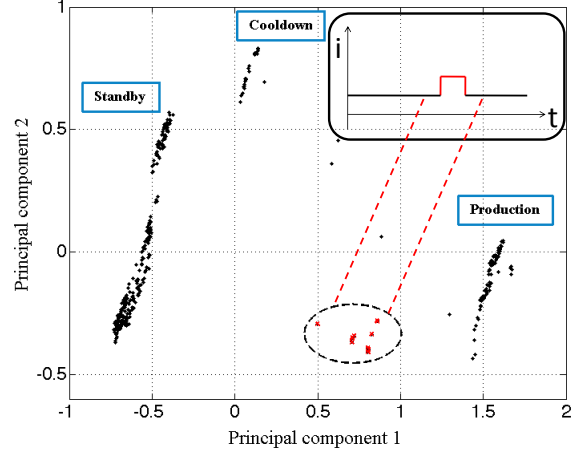 Cooldown
1
i
Standby
t
0.5
Principal component 2
Production
0
-0.5
-1
-0.5
0
0.5
1
1.5
2
Principal component 1